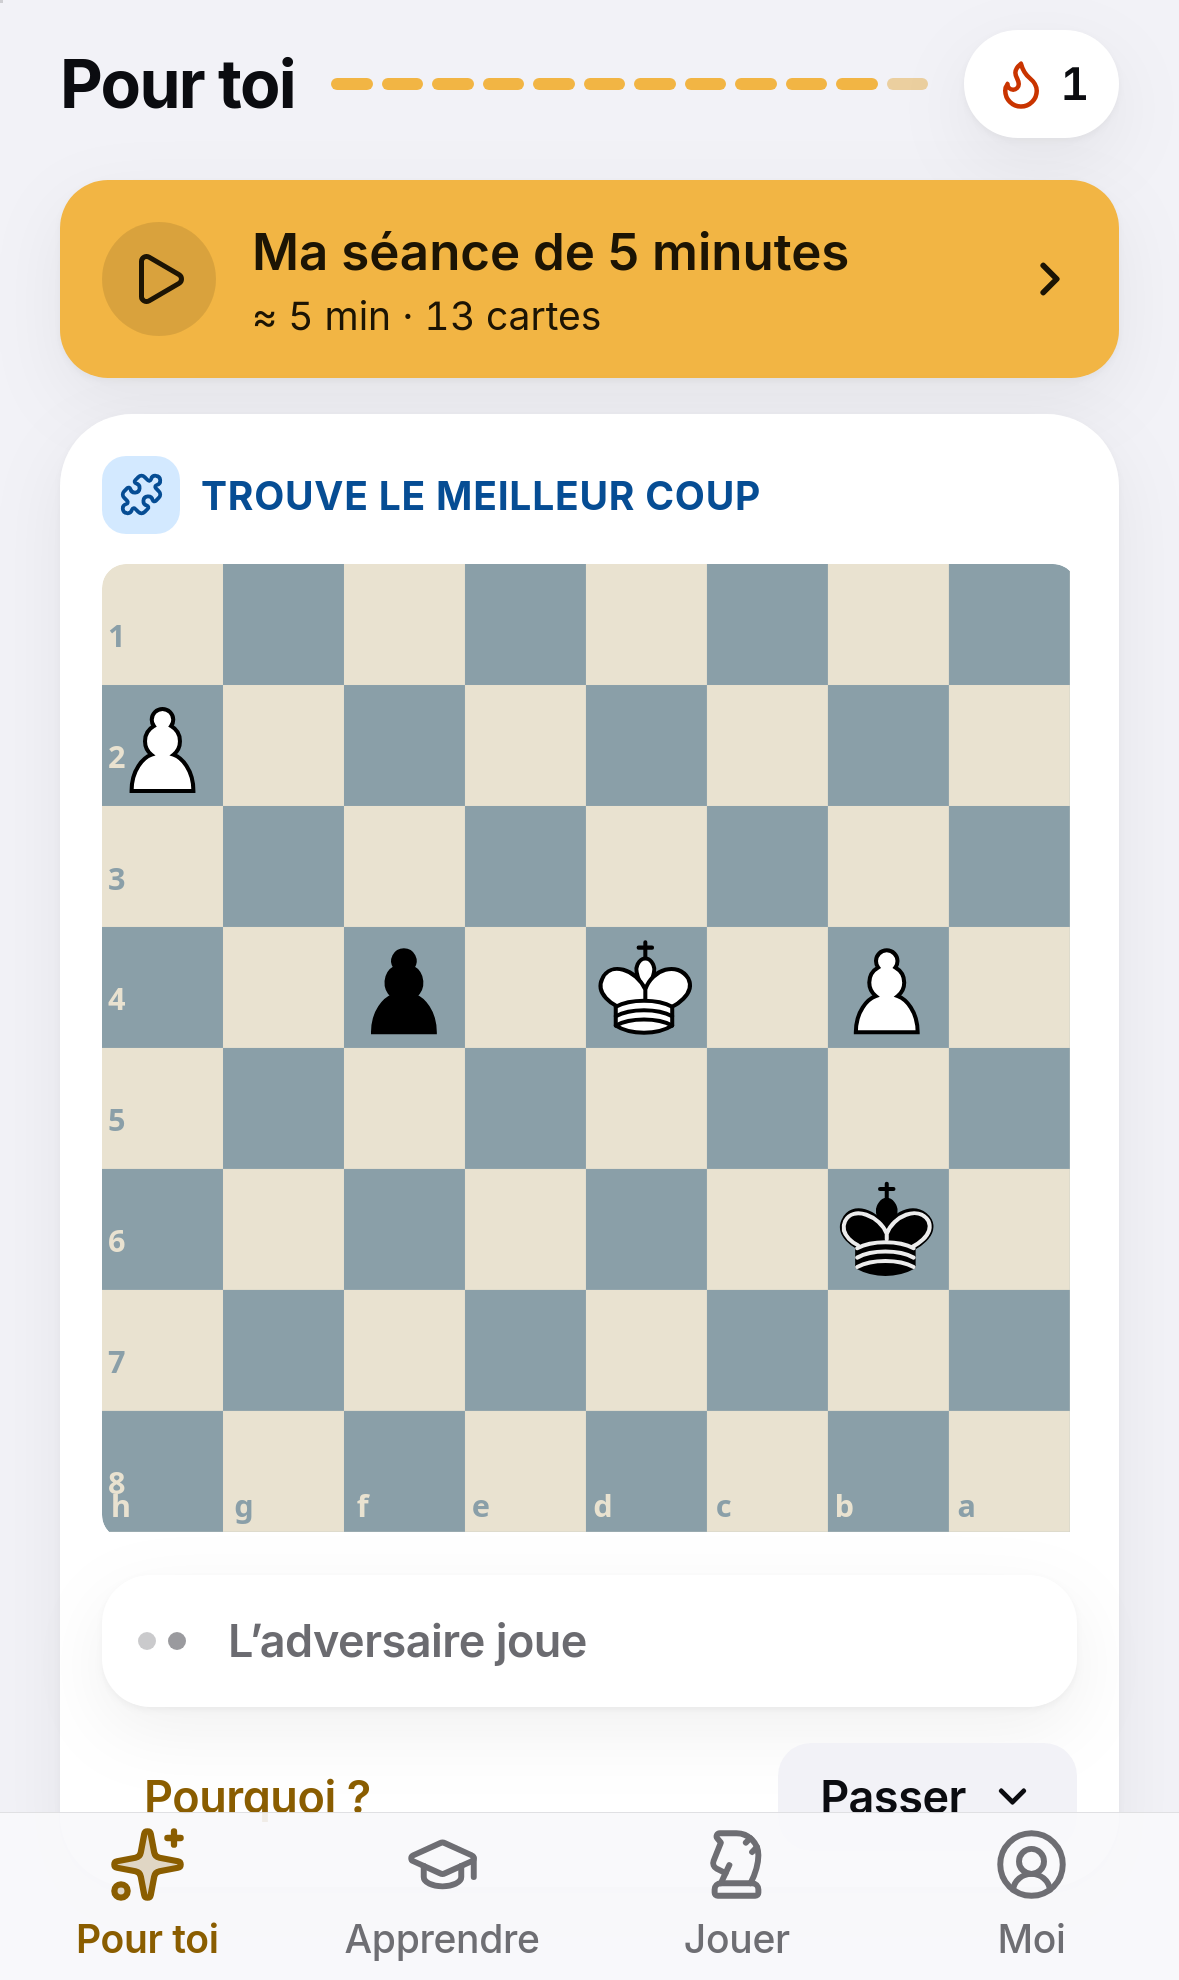 Pour toi
1
Ma séance de 5 minutes
≈ 5 min · 13 cartes
TROUVE LE MEILLEUR COUP
1
2
3
4
5
6
7
8
h g f e d c b a
L’adversaire joue
Pourquoi ?
Passer
Pour toi
Apprendre
Jouer
Moi